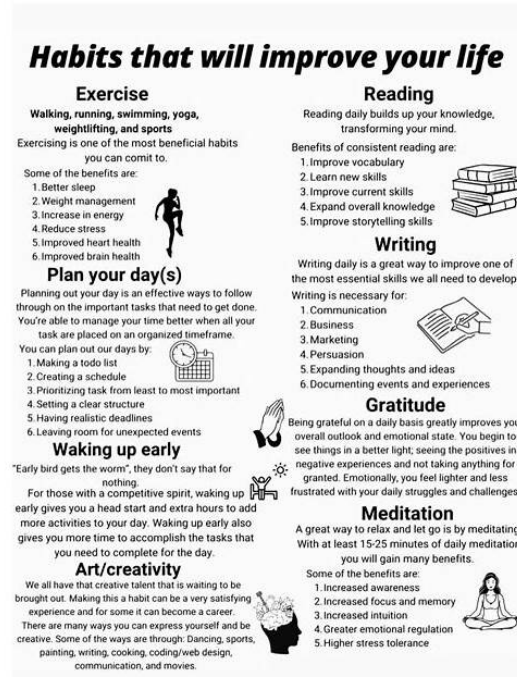 Habits that will improve your life
Exercise
Walking, running, swimming, yoga,
weightlifting, and sports
Exercising is one of the most beneficial habits
you can comit to.
Some of the benefits are:
1. Better sleep
2. Weight management
3. Increase in energy
4. Reduce stress
5. Improved heart health
6. Improved brain health
Plan your day(s)
Planning out your day is an effective ways to follow
through on the important tasks that need to get done.
You're able to manage your time better when all your
task are placed on an organized timeframe.
You can plan out our days by:
1. Making a todo list
2. Creating a schedule
3. Prioritizing task from least to most important
4. Setting a clear structure
5. Having realistic deadlines
6. Leaving room for unexpected events
Waking up early
"Early bird gets the worm", they don't say that for
nothing.
For those with a competitive spirit, waking up
early gives you a head start and extra hours to add
more activities to your day. Waking up early also
gives you more time to accomplish the tasks that
you need to complete for the day.
Art/creativity
We all have that creative talent that is waiting to be
brought out. Making this a habit can be a very satisfying
experience and for some it can become a career.
There are many ways you can express yourself and be
creative. Some of the ways are through: Dancing, sports,
painting, writing, cooking, coding/web design,
communication, and movies.
Reading
Reading daily builds up your knowledge,
transforming your mind.
Benefits of consistent reading are:
1. Improve vocabulary
2. Learn new skills
3. Improve current skills
4. Expand overall knowledge
5. Improve storytelling skills
Writing
Writing daily is a great way to improve one of
the most essential skills we all need to develop
Writing is necessary for:
1. Communication
2. Business
3. Marketing
4. Persuasion
5. Expanding thoughts and ideas
6. Documenting events and experiences
Gratitude
Being grateful on a daily basis greatly improves you
overall outlook and emotional state. You begin to
see things in a better light; seeing the positives in
negative experiences and not taking anything for
granted. Emotionally, you feel lighter and less
frustrated with your daily struggles and challenges
Meditation
A great way to relax and let go is by meditating
With at least 15-25 minutes of daily meditation
you will gain many benefits.
Some of the benefits are:
1. Increased awareness
2. Increased focus and memory
3. Increased intuition
4. Greater emotional regulation
5. Higher stress tolerance